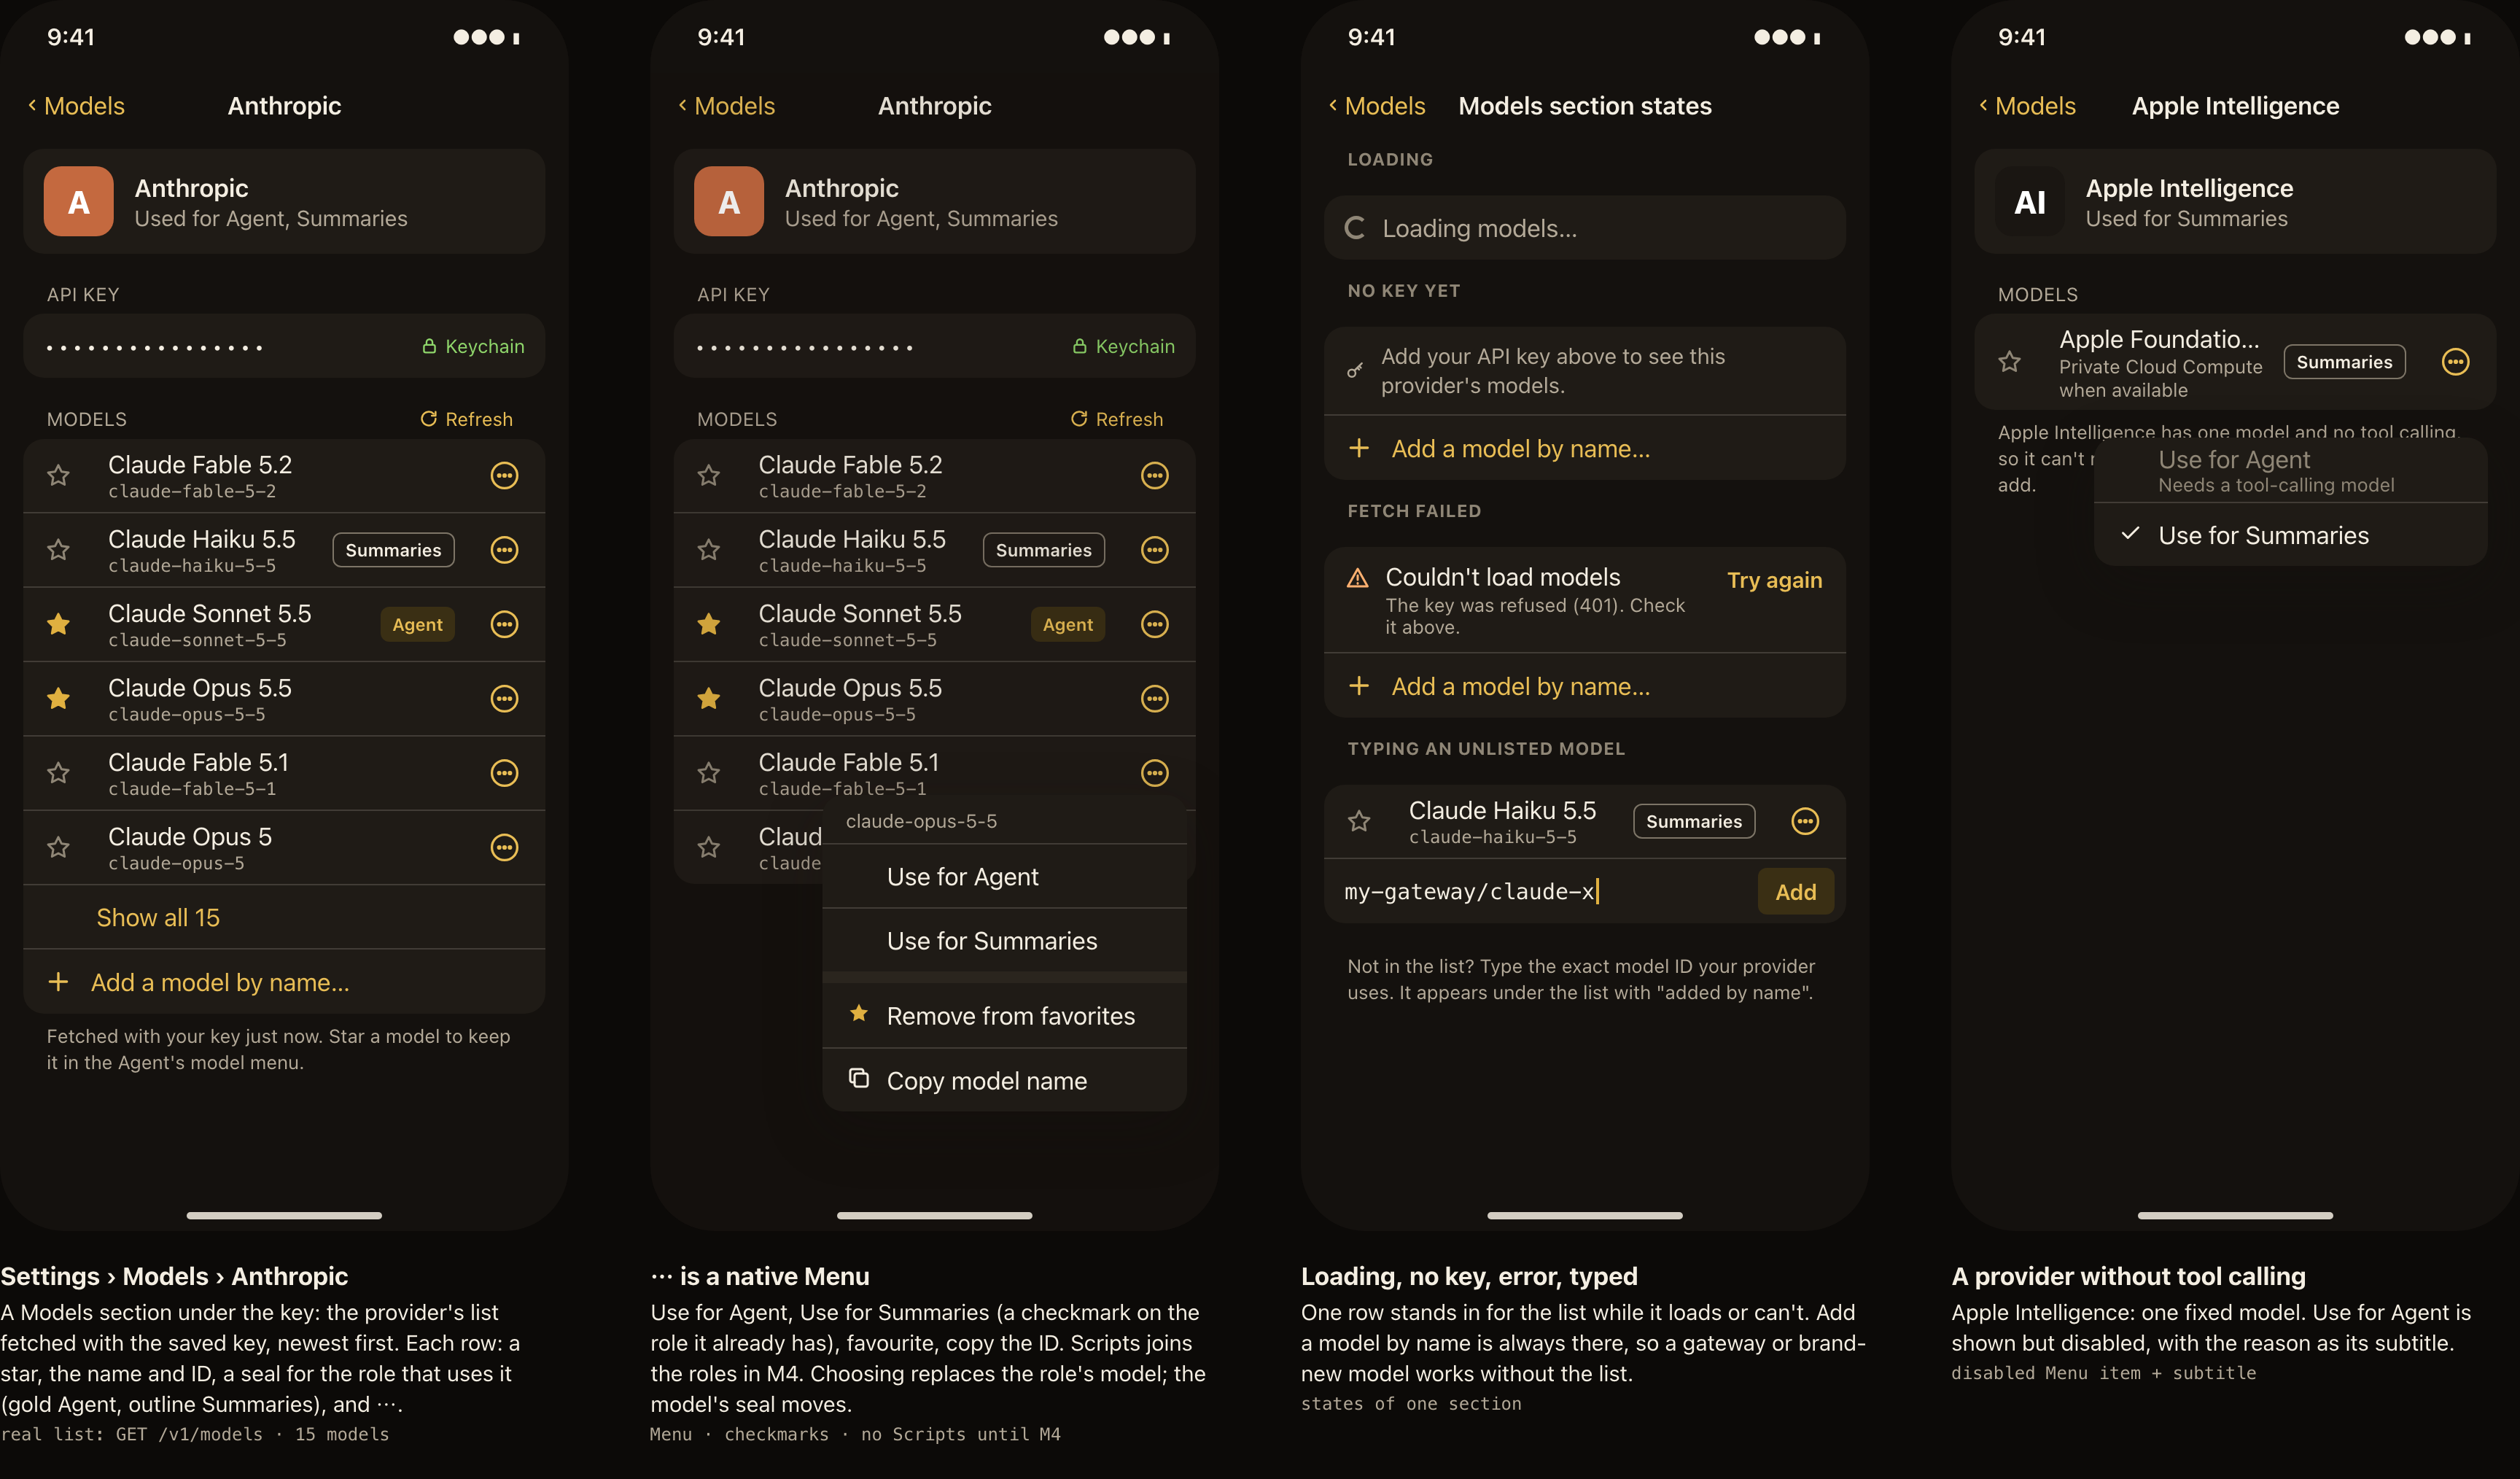 9:41
Models
Anthropic
A
Anthropic
Used for Agent, Summaries
API KEY
Keychain
MODELS
Refresh
Claude Fable 5.2
claude-fable-5-2
Claude Haiku 5.5
claude-haiku-5-5
Summaries
Claude Sonnet 5.5
claude-sonnet-5-5
Agent
Claude Opus 5.5
claude-opus-5-5
Claude Fable 5.1
claude-fable-5-1
Claude Opus 5
claude-opus-5
Show all 15
Add a model by name...
Fetched with your key just now. Star a model to keep
it in the Agent's model menu.
Settings › Models › Anthropic
A Models section under the key: the provider's list
fetched with the saved key, newest first. Each row: a
star, the name and ID, a seal for the role that uses it
(gold Agent, outline Summaries), and ···.
real list: GET /v1/models · 15 models
9:41
Models
Anthropic
A
Anthropic
Used for Agent, Summaries
API KEY
Keychain
MODELS
Refresh
Claude Fable 5.2
claude-fable-5-2
Claude Haiku 5.5
claude-haiku-5-5
Summaries
Claude Sonnet 5.5
claude-sonnet-5-5
Agent
Claude Opus 5.5
claude-opus-5-5
Claude Fable 5.1
claude-fable-5-1
Claud
claude
claude-opus-5-5
Use for Agent
Use for Summaries
Remove from favorites
Copy model name
··· is a native Menu
Use for Agent, Use for Summaries (a checkmark on the
role it already has), favourite, copy the ID. Scripts joins
the roles in M4. Choosing replaces the role's model; the
model's seal moves.
Menu · checkmarks · no Scripts until M4
9:41
Models
Models section states
LOADING
Loading models...
NO KEY YET
Add your API key above to see this
provider's models.
Add a model by name...
FETCH FAILED
Couldn't load models
The key was refused (401). Check
it above.
Try again
Add a model by name...
TYPING AN UNLISTED MODEL
Claude Haiku 5.5
claude-haiku-5-5
Summaries
my-gateway/claude-x
Add
Not in the list? Type the exact model ID your provider
uses. It appears under the list with "added by name".
Loading, no key, error, typed
One row stands in for the list while it loads or can't. Add
a model by name is always there, so a gateway or brand-
new model works without the list.
states of one section
9:41
Models
Apple Intelligence
AI
Apple Intelligence
Used for Summaries
MODELS
Apple Foundatio...
Private Cloud Compute
when available
Summaries
Apple Intelligence has one model and no tool calling,
so it can't
add.
Use for Agent
Needs a tool-calling model
Use for Summaries
A provider without tool calling
Apple Intelligence: one fixed model. Use for Agent is
shown but disabled, with the reason as its subtitle.
disabled Menu item + subtitle